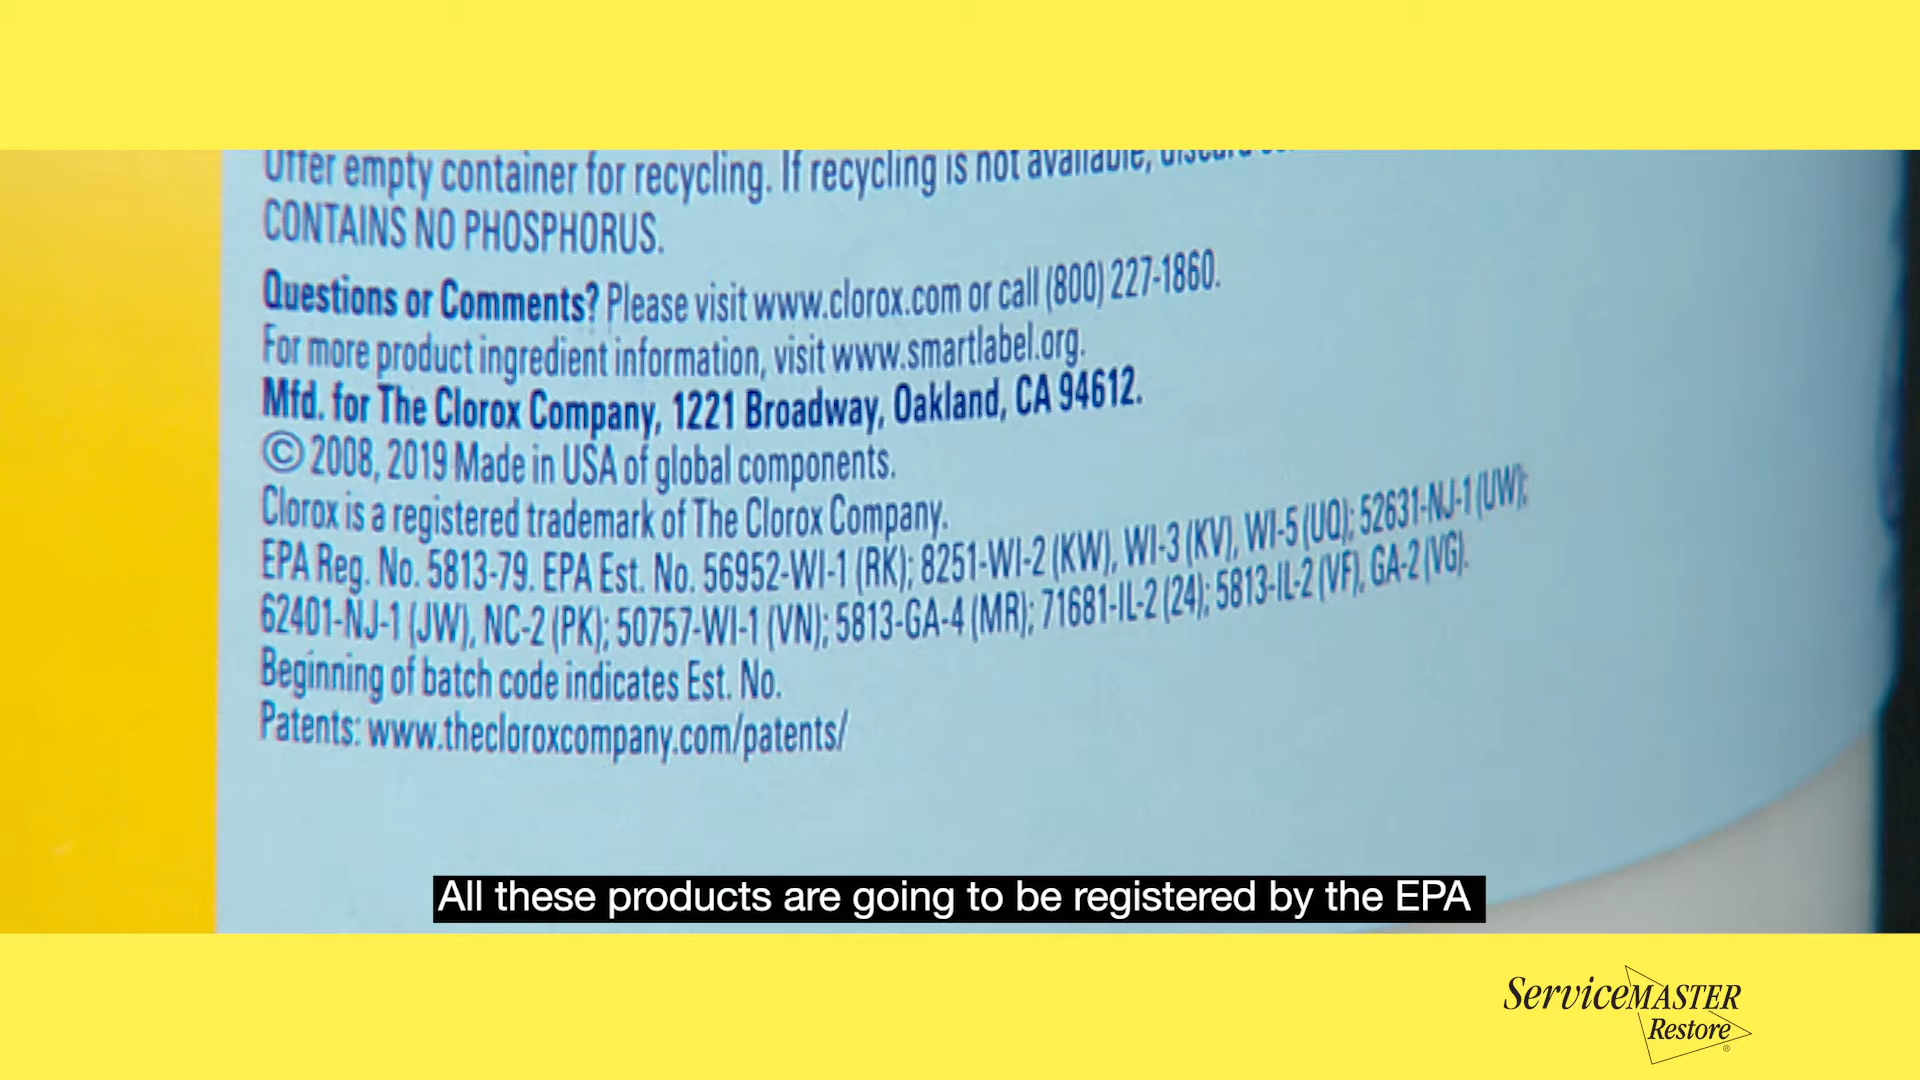 Offer empty container for recycling. If recycling is not available, discard
CONTAINS NO PHOSPHORUS.
Questions or Comments? Please visit www.clorox.com or call (800) 227-1860.
For more product ingredient information, visit www.smartlabel.org.
Mfd. for The Clorox Company, 1221 Broadway, Oakland, CA 94612.
© 2008, 2019 Made in USA of global components.
Clorox is a registered trademark of The Clorox Company.
EPA Reg. No. 5813-79. EPA Est. No. 56952-WI-1 (RK); 8251-WI-2 (KW), WI-3 (KV), WI-5 (UQ); 52631-NJ-1 (UW);
62401-NJ-1 (JW), NC-2 (PK); 50757-WI-1 (VN); 5813-GA-4 (MR); 71681-IL-2 (24); 5813-IL-2 (VF), GA-2 (VG).
Beginning of batch code indicates Est. No.
Patents: www.thecloroxcompany.com/patents/
All these products are going to be registered by the EPA
ServiceMASTER
Restore®